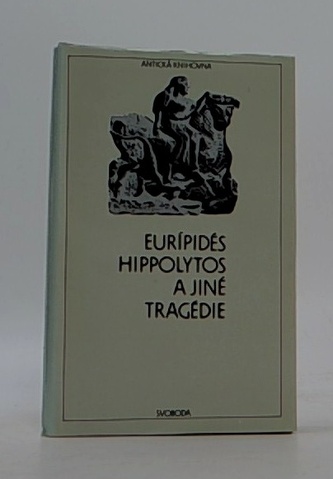 ANTICKÁ KNIHOVNA
EURÍPIDÉS
HIPPOLYTOS
A JINÉ
TRAGÉDIE
SVOBODA